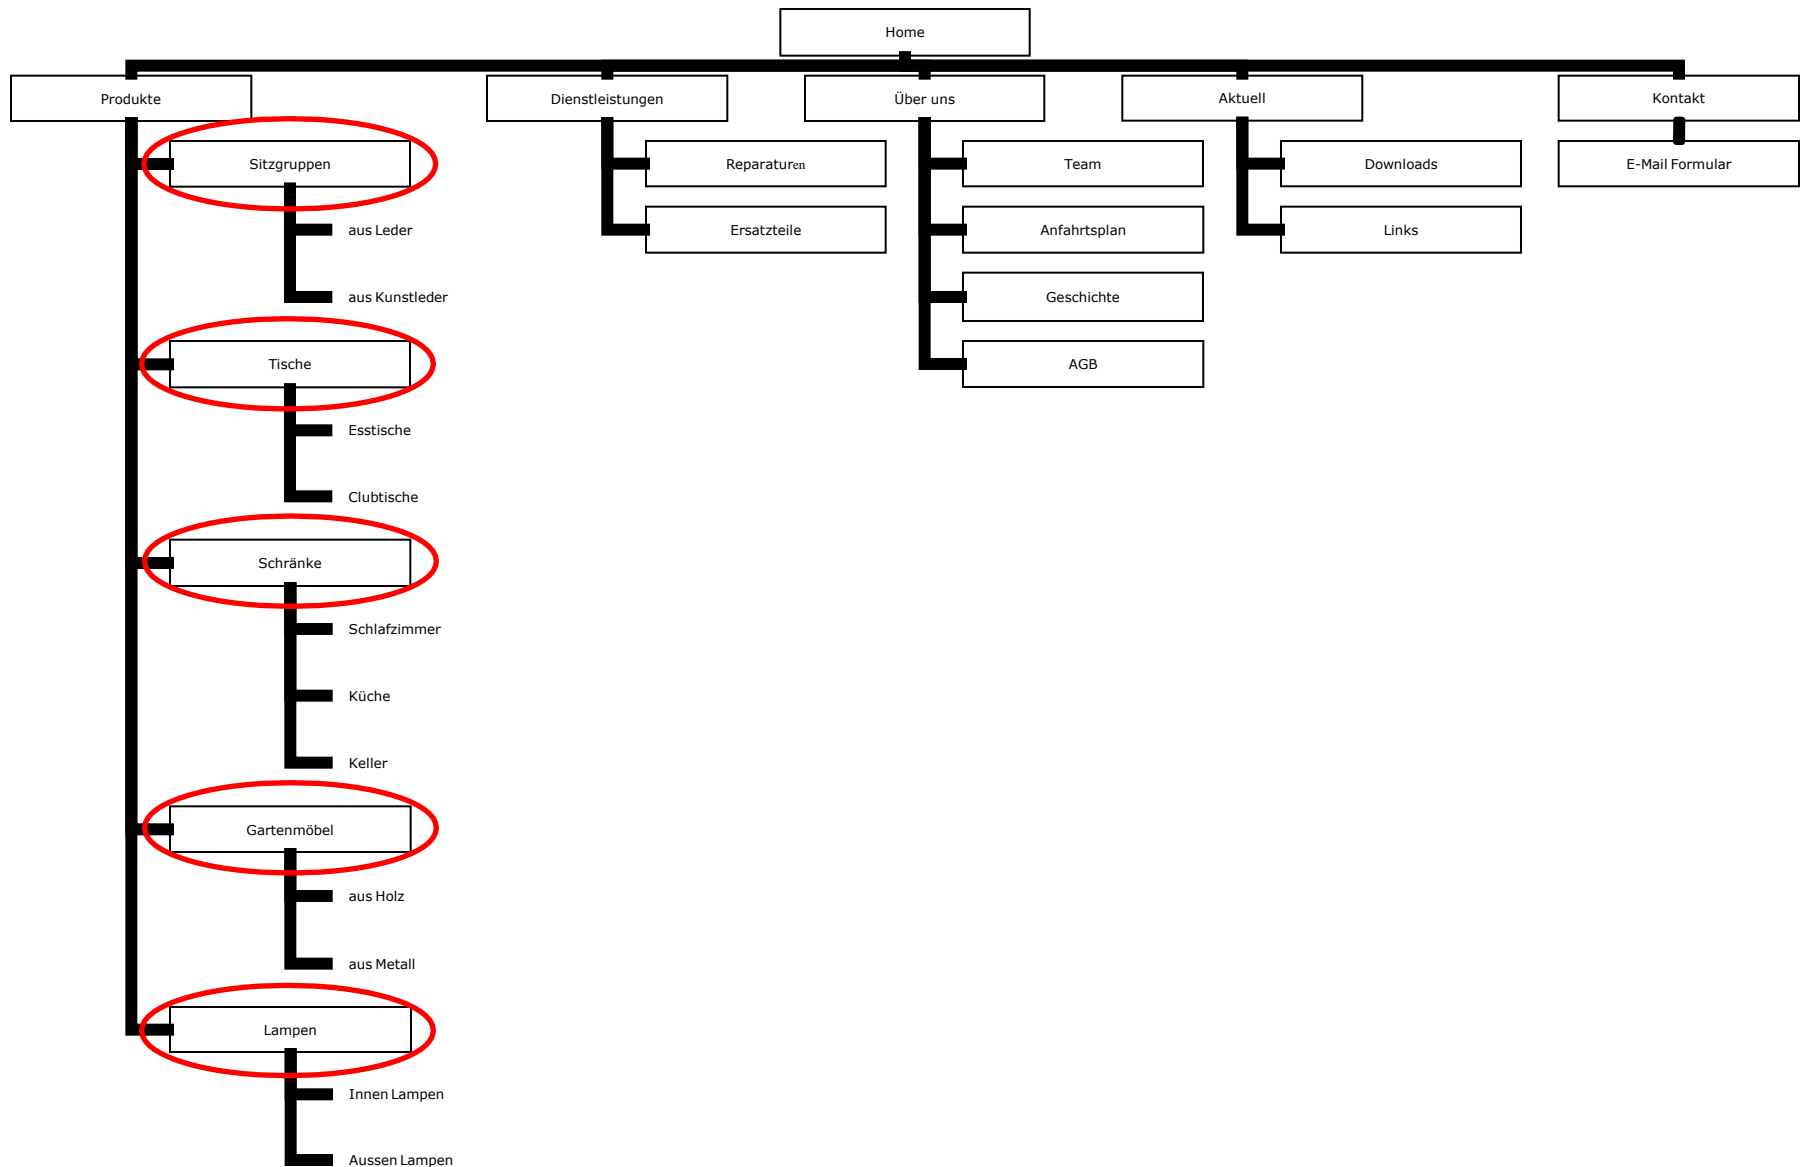 Home
Produkte
Dienstleistungen
Über uns
Aktuell
Kontakt
Sitzgruppen
Reparaturen
Team
Downloads
E-Mail Formular
aus Leder
Ersatzteile
Anfahrtsplan
Links
aus Kunstleder
Geschichte
Tische
AGB
Esstische
Clubtische
Schränke
Schlafzimmer
Küche
Keller
Gartenmöbel
aus Holz
aus Metall
Lampen
Innen Lampen
Aussen Lampen